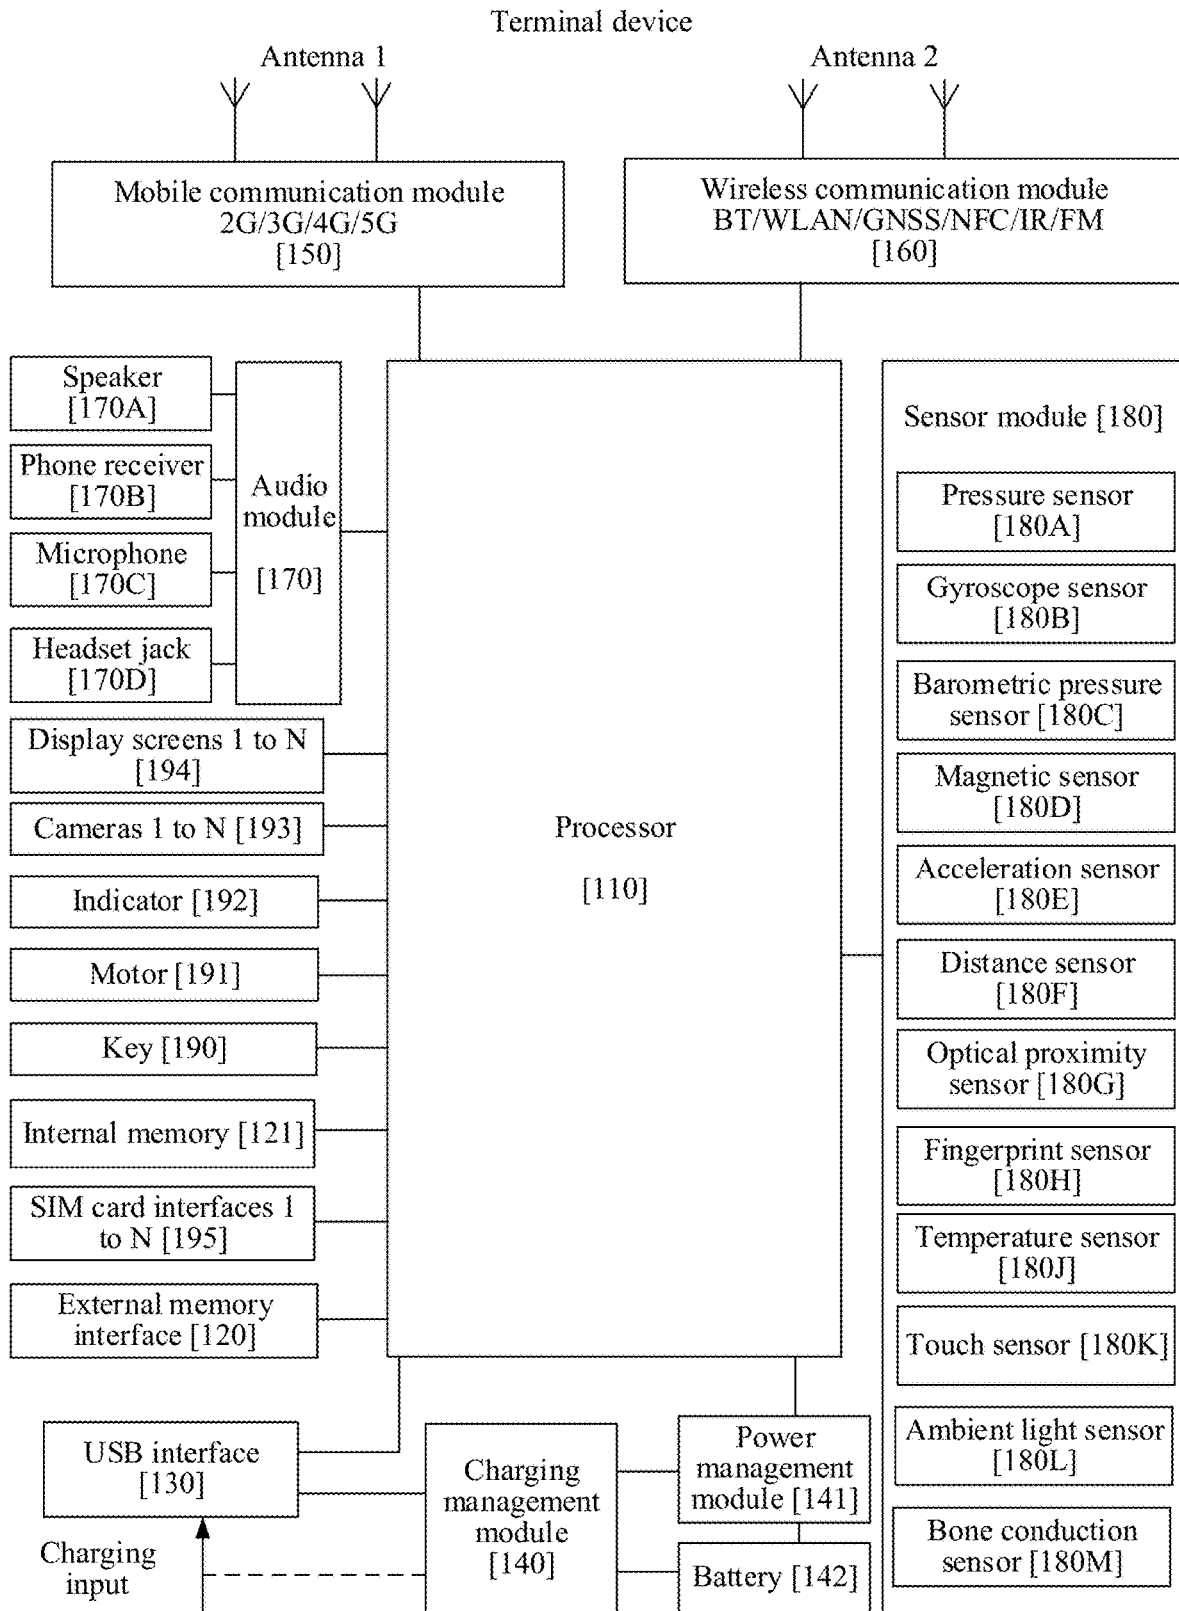 Terminal device
Antenna 1
Antenna 2
Mobile communication module
2G/3G/4G/5G
[150]
Wireless communication module
BT/WLAN/GNSS/NFC/IR/FM
[160]
Speaker
[170A]
Phone receiver
[170B]
Microphone
[170C]
Headset jack
[170D]
Audio
module
[170]
Display screens 1 to N
[194]
Cameras 1 to N [193]
Indicator [192]
Motor [191]
Key [190]
Internal memory [121]
SIM card interfaces 1
to N [195]
External memory
interface [120]
Processor
[110]
Sensor module [180]
Pressure sensor
[180A]
Gyroscope sensor
[180B]
Barometric pressure
sensor [180C]
Magnetic sensor
[180D]
Acceleration sensor
[180E]
Distance sensor
[180F]
Optical proximity
sensor [180G]
Fingerprint sensor
[180H]
Temperature sensor
[180J]
Touch sensor [180K]
Ambient light sensor
[180L]
Bone conduction
sensor [180M]
USB interface
[130]
Charging
input
Charging
management
module
[140]
Power
management
module [141]
Battery [142]